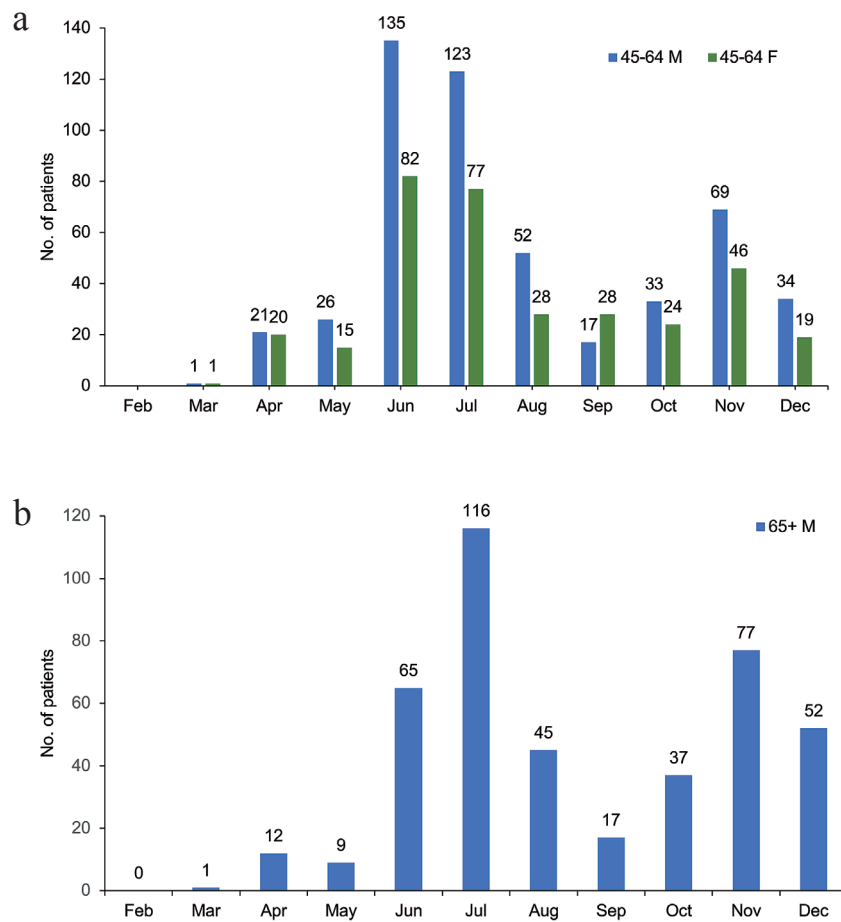 a
No. of patients
140
120
100
80
60
40
20
0
45-64 M 45-64 F
1 1
21 20
26 15
135 82
123 77
52 28
17 28
33 24
69 46
34 19
Feb Mar Apr May Jun Jul Aug Sep Oct Nov Dec
b
No. of patients
120
100
80
60
40
20
0
65+ M
0 1 12 9 65 116 45 17 37 77 52
Feb Mar Apr May Jun Jul Aug Sep Oct Nov Dec